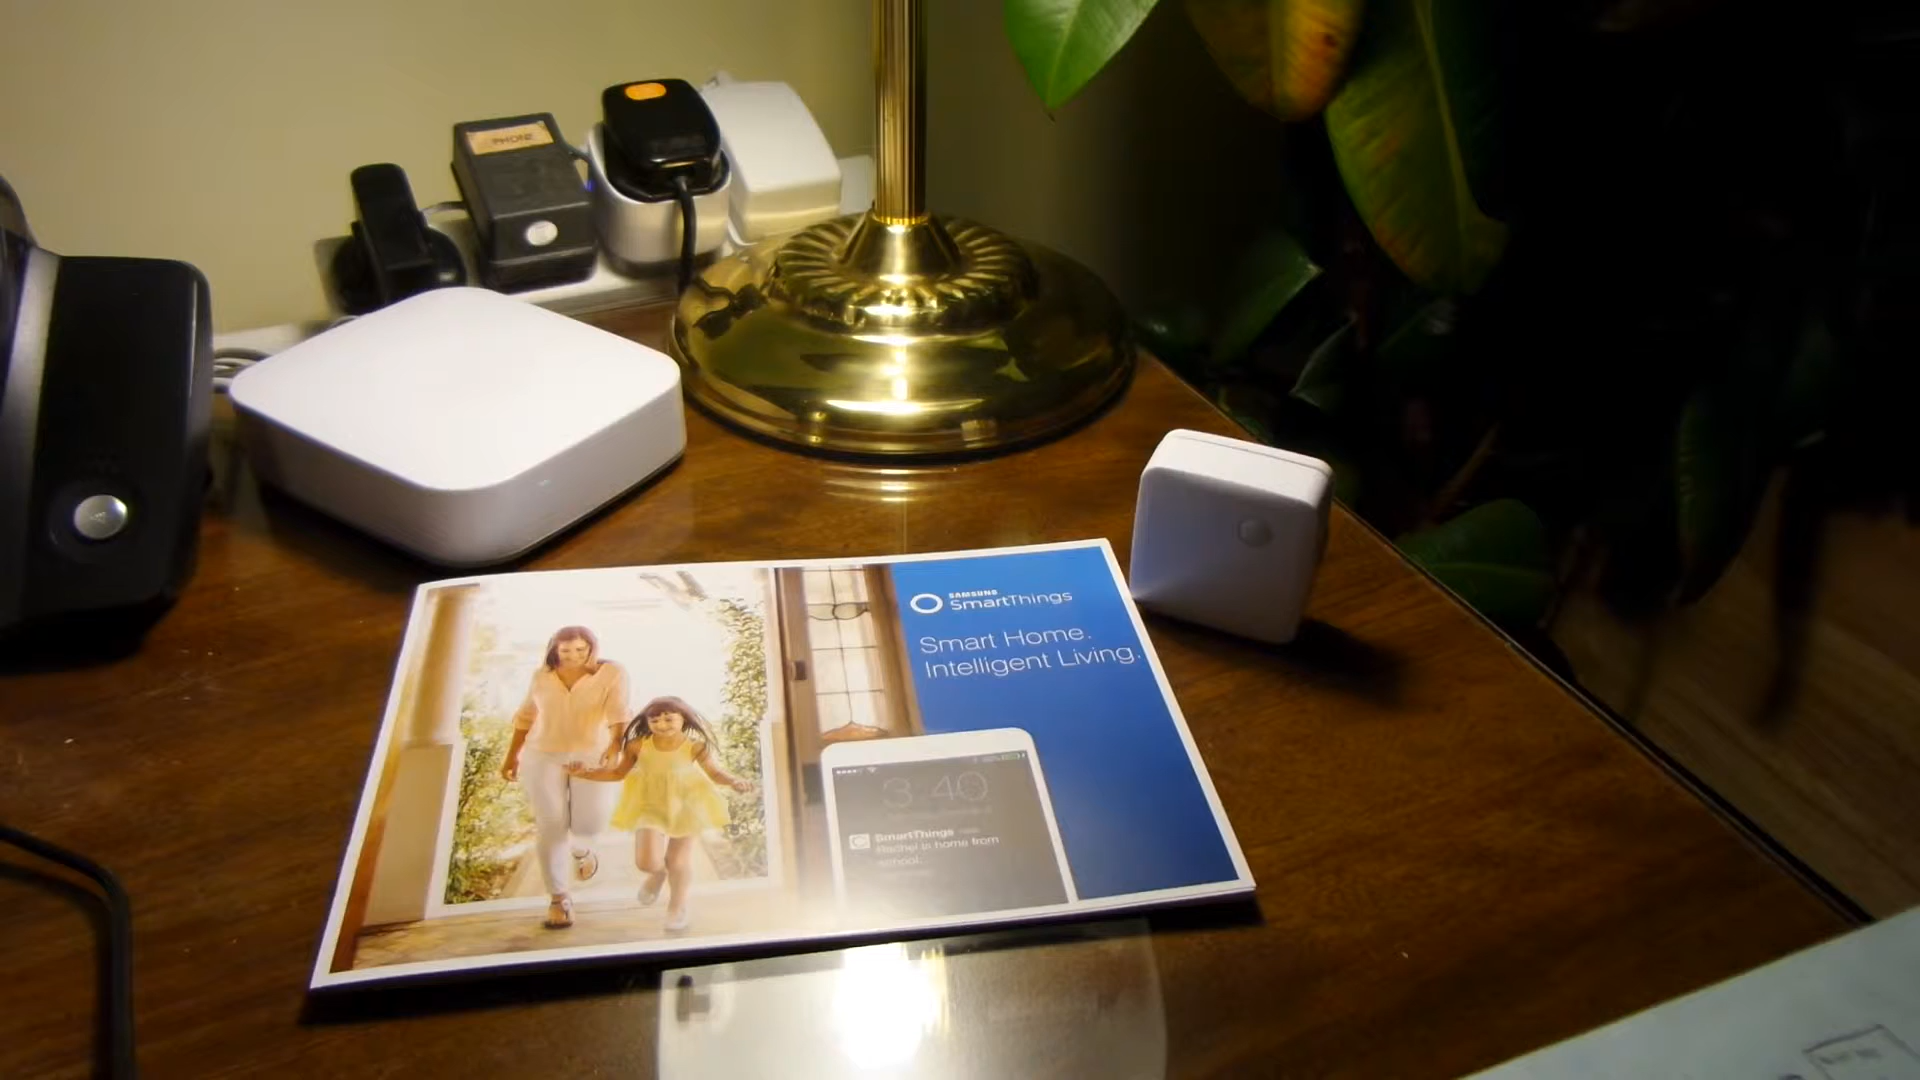 PHONE
SAMSUNG
SmartThings
Smart Home.
Intelligent Living.
3:40
SmartThings
Rachel is home from
school.